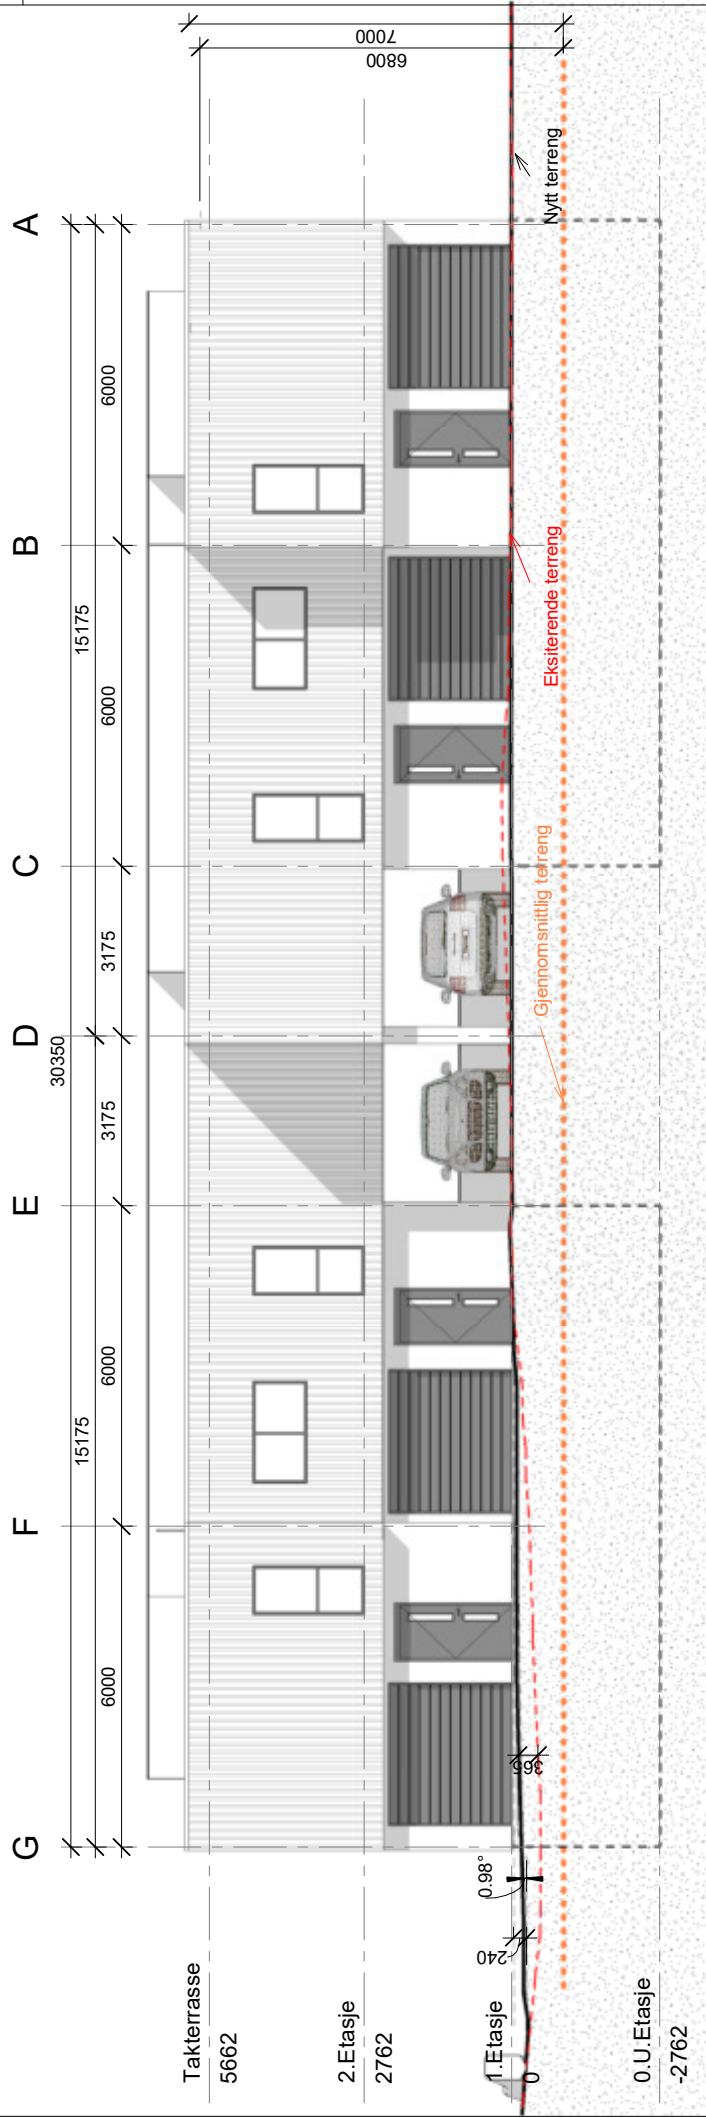 G
F
E
D
C
B
A
30350
15175
15175
6000
6000
3175
3175
6000
6000
7000
6800
Takterrasse
5662
2.Etasje
2762
1.Etasje
0
0.U.Etasje
-2762
240
0.98°
365
Gjennomsnittlig terreng
Eksiterende terreng
Nytt terreng